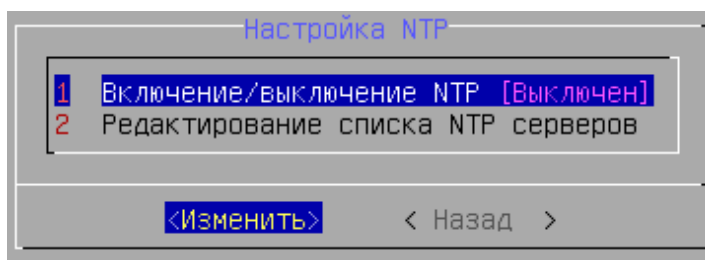 Настройка NTP
1 Включение/выключение NTP [Выключен]
2 Редактирование списка NTP серверов
<Изменить> < Назад >